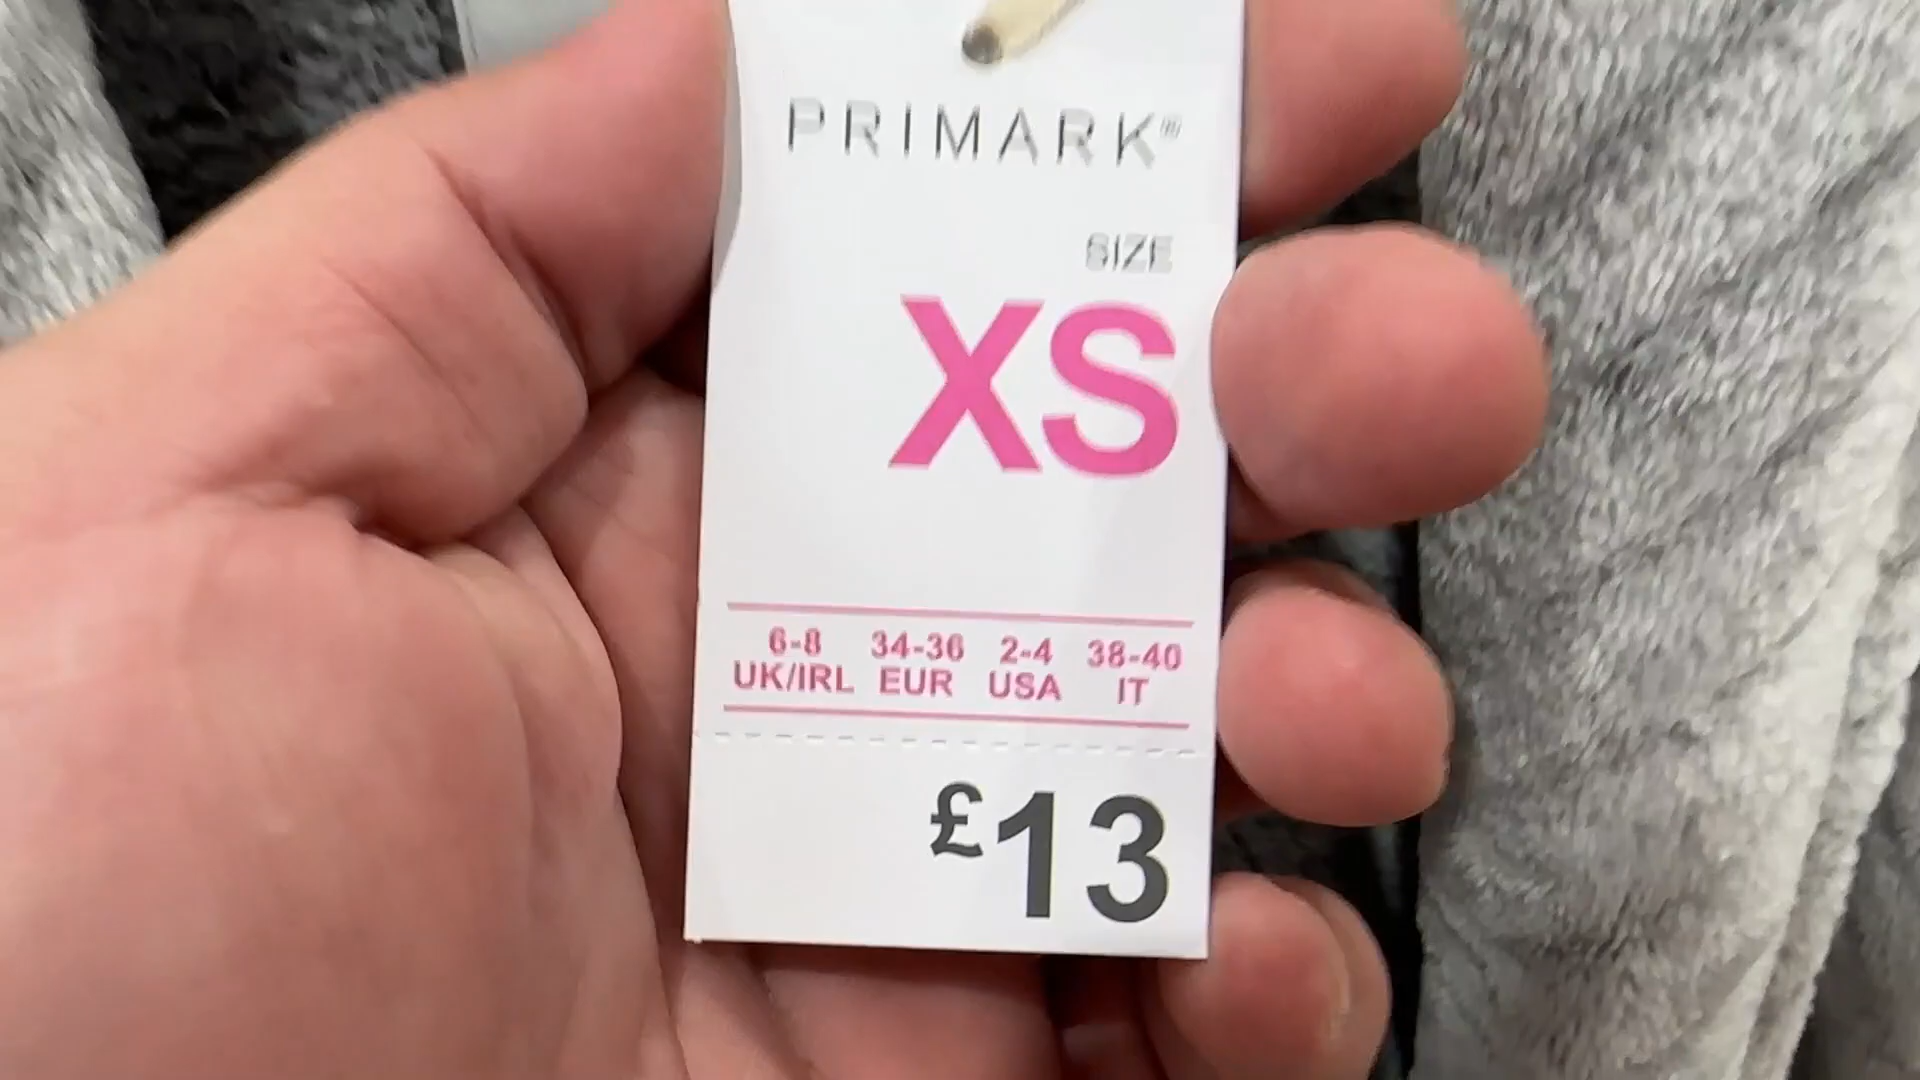 PRIMARK®
SIZE
XS
6-8 34-36 2-4 38-40
UK/IRL EUR USA IT
£13